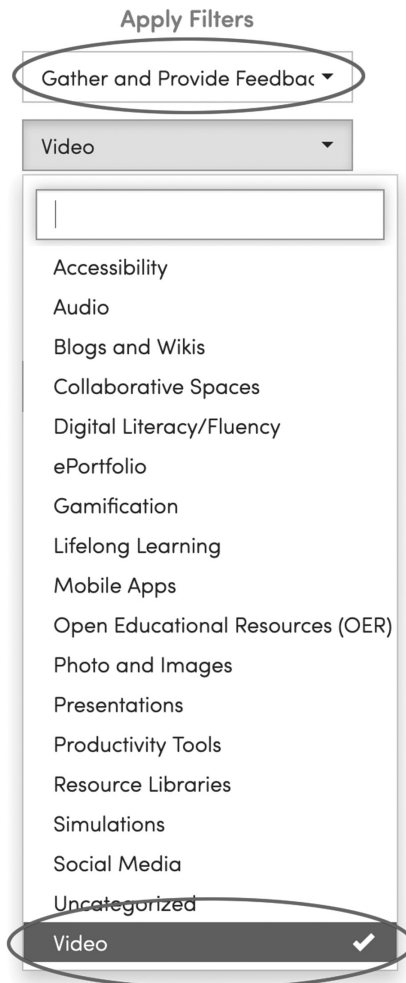 Apply Filters
Gather and Provide Feedbac
Video
Accessibility
Audio
Blogs and Wikis
Collaborative Spaces
Digital Literacy/Fluency
ePortfolio
Gamification
Lifelong Learning
Mobile Apps
Open Educational Resources (OER)
Photo and Images
Presentations
Productivity Tools
Resource Libraries
Simulations
Social Media
Uncategorized
Video